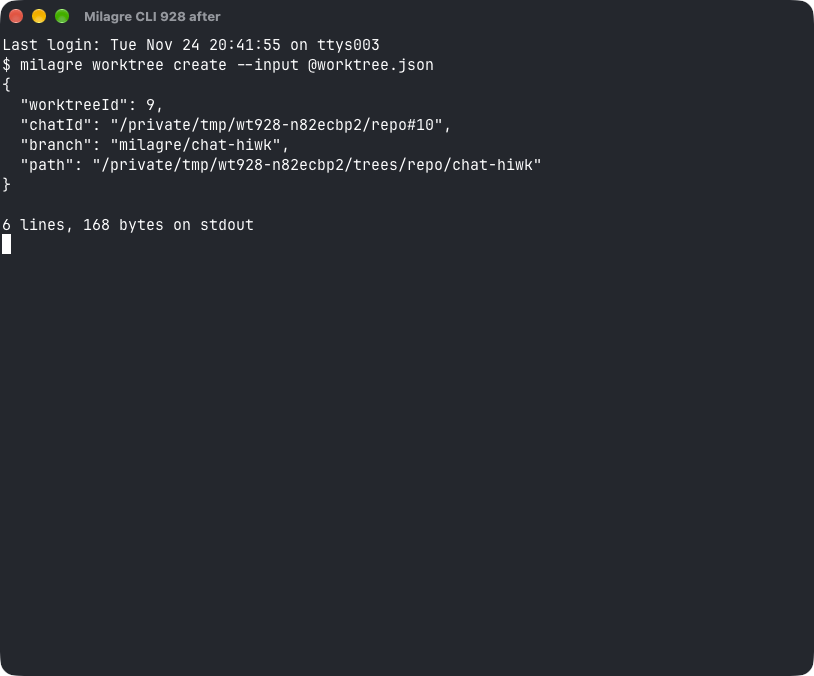 Milagre CLI 928 after
Last login: Tue Nov 24 20:41:55 on ttys003
$ milagre worktree create --input @worktree.json
{
  "worktreeId": 9,
  "chatId": "/private/tmp/wt928-n82ecbp2/repo#10",
  "branch": "milagre/chat-hiwk",
  "path": "/private/tmp/wt928-n82ecbp2/trees/repo/chat-hiwk"
}
6 lines, 168 bytes on stdout